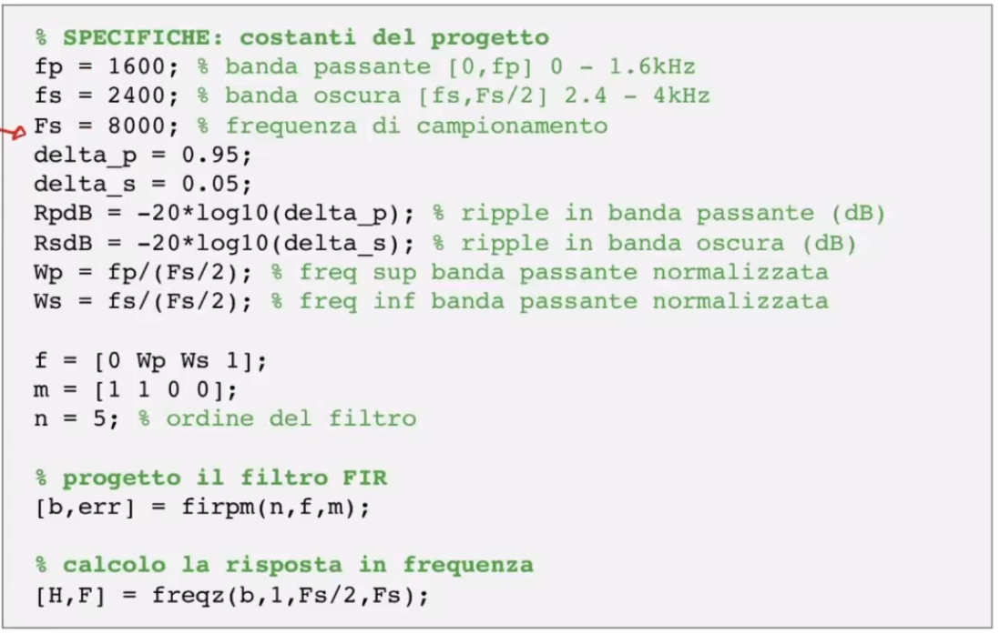 % SPECIFICHE: costanti del progetto
fp = 1600; % banda passante [0,fp] 0 - 1.6kHz
fs = 2400; % banda oscura [fs,Fs/2] 2.4 - 4kHz
Fs = 8000; % frequenza di campionamento
delta_p = 0.95;
delta_s = 0.05;
RpdB = -20*log10(delta_p); % ripple in banda passante (dB)
RsdB = -20*log10(delta_s); % ripple in banda oscura (dB)
Wp = fp/(Fs/2); % freq sup banda passante normalizzata
Ws = fs/(Fs/2); % freq inf banda passante normalizzata
f = [0 Wp Ws 1];
m = [1 1 0 0];
n = 5; % ordine del filtro
% progetto il filtro FIR
[b,err] = firpm(n,f,m);
% calcolo la risposta in frequenza
[H,F] = freqz(b,1,Fs/2,Fs);